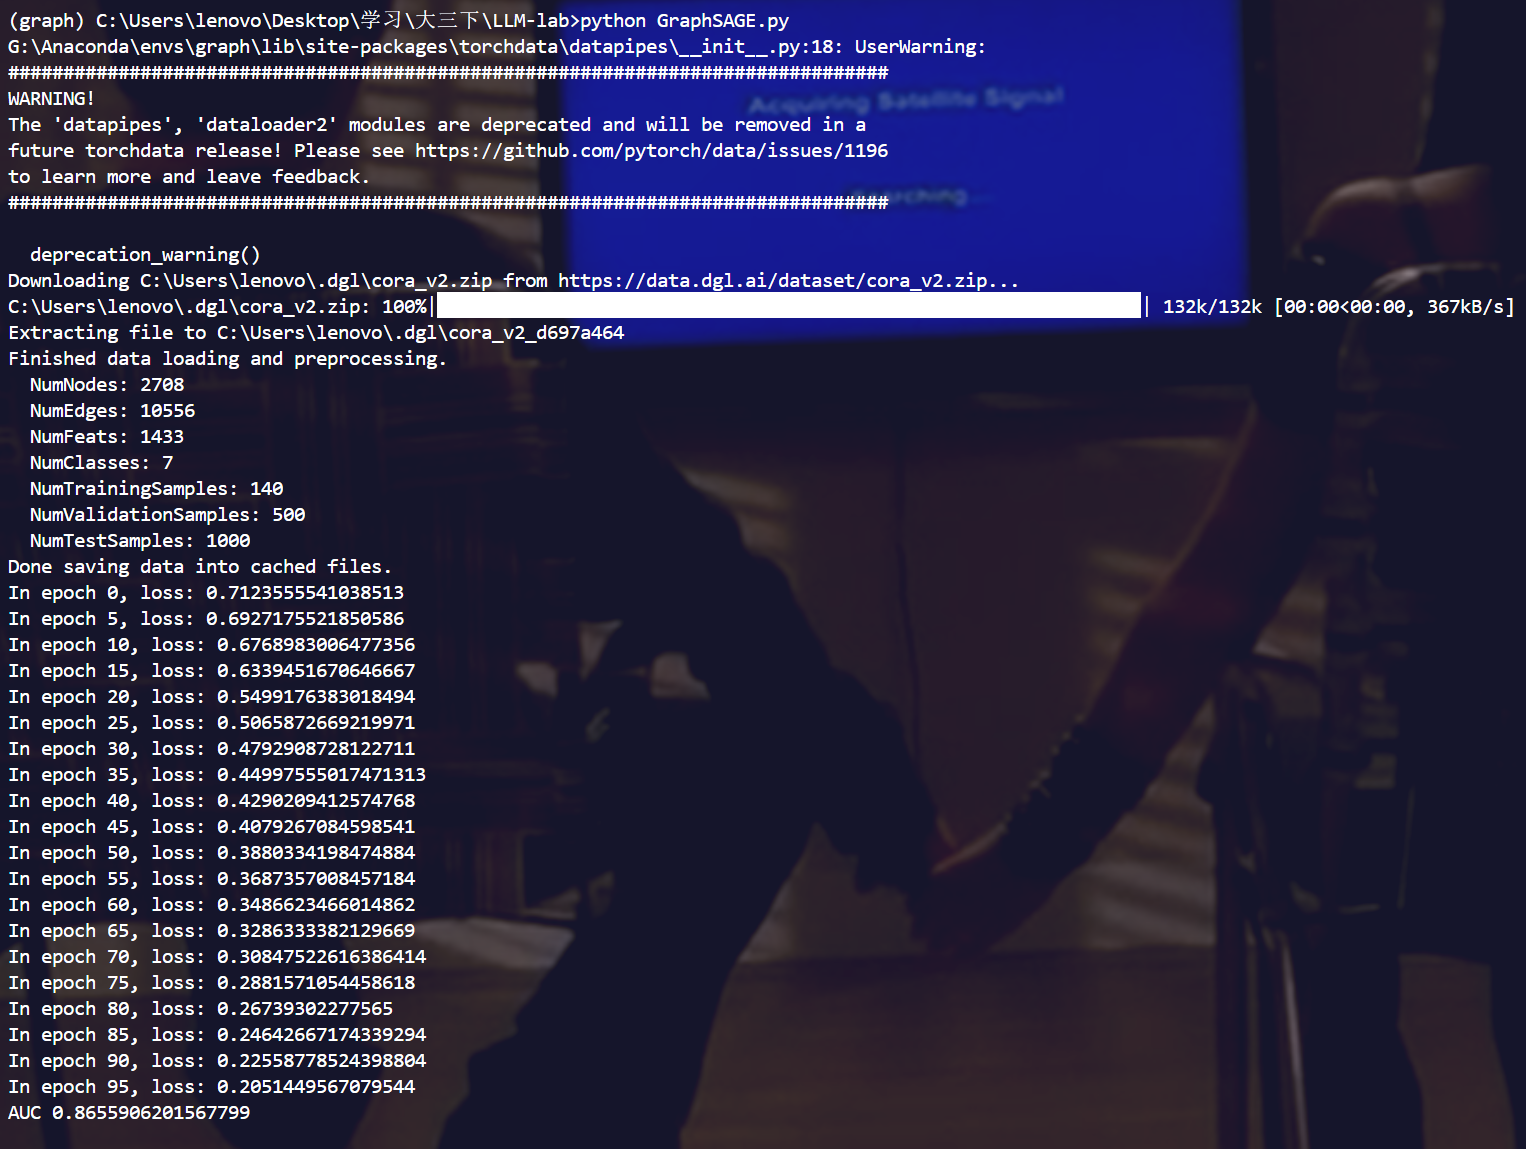 (graph) C:\Users\lenovo\Desktop\学习\大三下\LLM-lab>python GraphSAGE.py
G:\Anaconda\envs\graph\lib\site-packages\torchdata\datapipes\__init__.py:18: UserWarning:
################################################################################
WARNING!
The 'datapipes', 'dataloader2' modules are deprecated and will be removed in a
future torchdata release! Please see https://github.com/pytorch/data/issues/1196
to learn more and leave feedback.
################################################################################
Acquiring Satellite Signal
  deprecation_warning()
Downloading C:\Users\lenovo\.dgl\cora_v2.zip from https://data.dgl.ai/dataset/cora_v2.zip...
C:\Users\lenovo\.dgl\cora_v2.zip: 100%|██████████| 132k/132k [00:00<00:00, 367kB/s]
Extracting file to C:\Users\lenovo\.dgl\cora_v2_d697a464
Finished data loading and preprocessing.
  NumNodes: 2708
  NumEdges: 10556
  NumFeats: 1433
  NumClasses: 7
  NumTrainingSamples: 140
  NumValidationSamples: 500
  NumTestSamples: 1000
Done saving data into cached files.
In epoch 0, loss: 0.7123555541038513
In epoch 5, loss: 0.6927175521850586
In epoch 10, loss: 0.6768983006477356
In epoch 15, loss: 0.6339451670646667
In epoch 20, loss: 0.5499176383018494
In epoch 25, loss: 0.5065872669219971
In epoch 30, loss: 0.4792908728122711
In epoch 35, loss: 0.44997555017471313
In epoch 40, loss: 0.4290209412574768
In epoch 45, loss: 0.4079267084598541
In epoch 50, loss: 0.3880334198474884
In epoch 55, loss: 0.3687357008457184
In epoch 60, loss: 0.3486623466014862
In epoch 65, loss: 0.3286333382129669
In epoch 70, loss: 0.30847522616386414
In epoch 75, loss: 0.2881571054458618
In epoch 80, loss: 0.26739302277565
In epoch 85, loss: 0.24642667174339294
In epoch 90, loss: 0.22558778524398804
In epoch 95, loss: 0.2051449567079544
AUC 0.8655906201567799